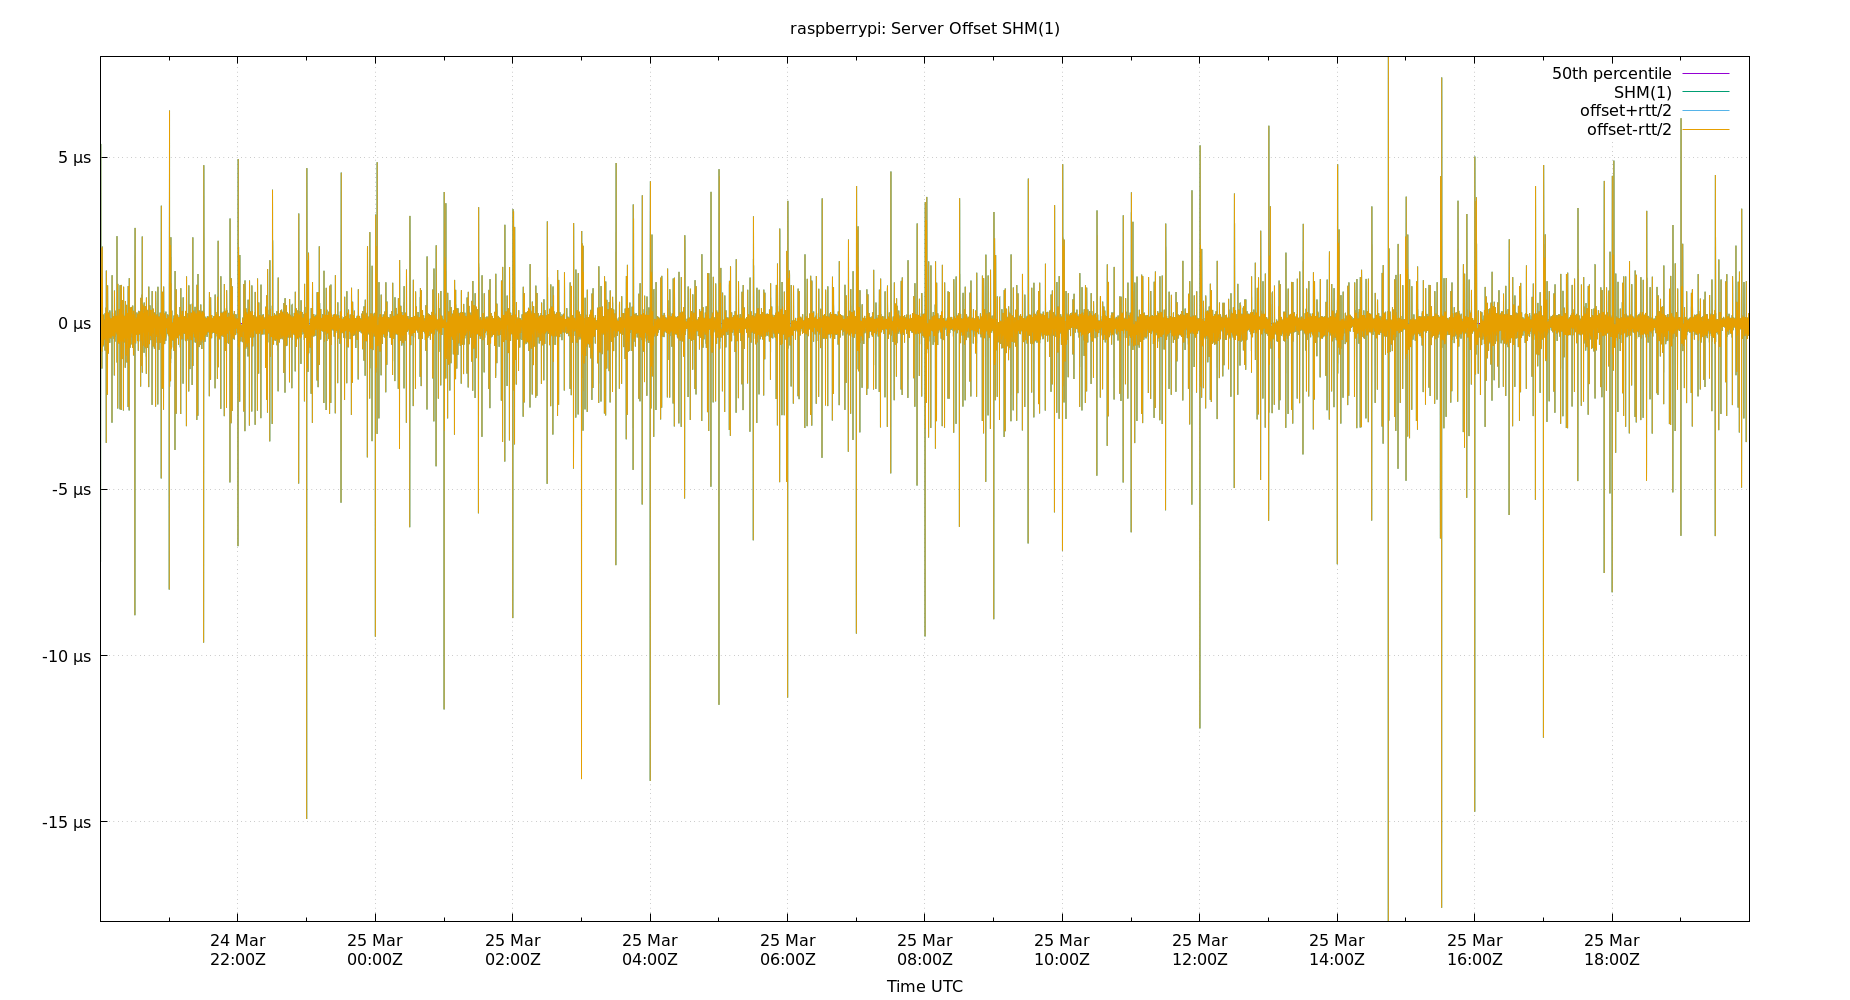 raspberrypi: Server Offset SHM(1)
50th percentile
SHM(1)
offset+rtt/2
offset-rtt/2
5 µs
0 µs
-5 µs
-10 µs
-15 µs
24 Mar 25 Mar 25 Mar 25 Mar 25 Mar 25 Mar 25 Mar 25 Mar 25 Mar 25 Mar 25 Mar
22:00Z 00:00Z 02:00Z 04:00Z 06:00Z 08:00Z 10:00Z 12:00Z 14:00Z 16:00Z 18:00Z
Time UTC